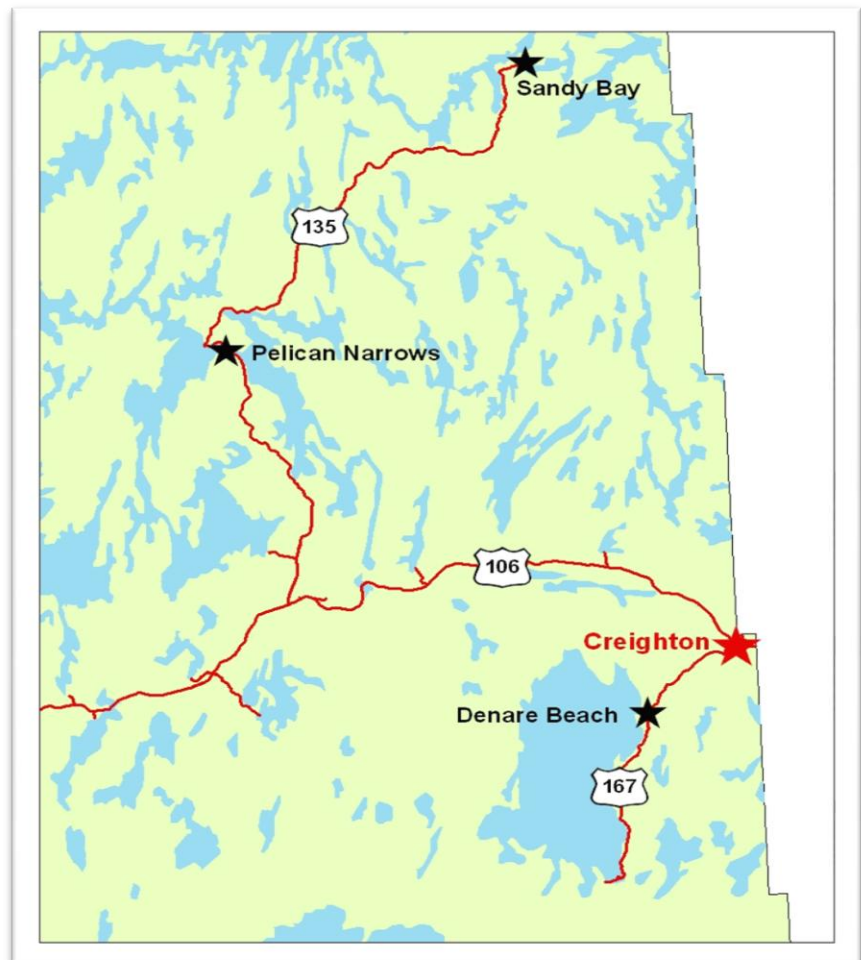 Sandy Bay
135
Pelican Narrows
106
Creighton
Denare Beach
167